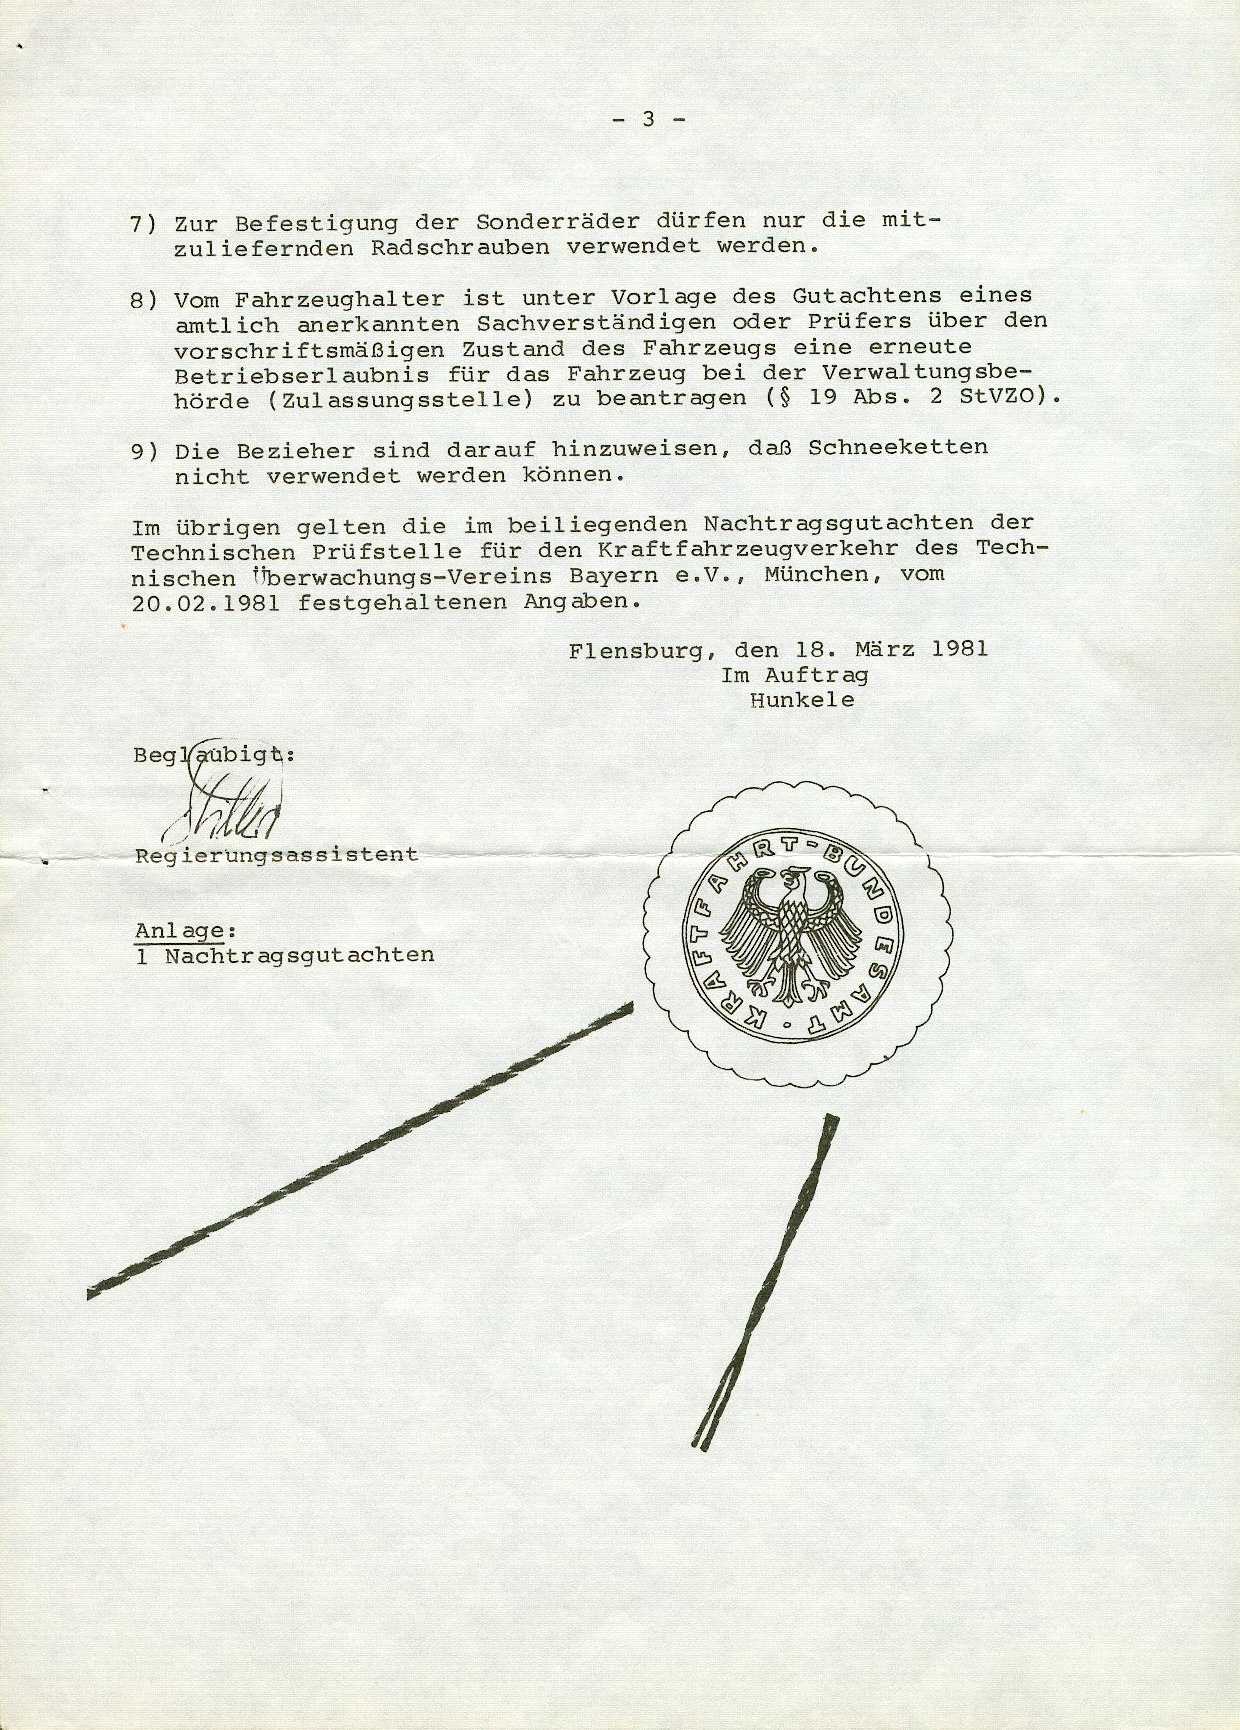 - 3 -
7) Zur Befestigung der Sonderräder dürfen nur die mit-
zuliefernden Radschrauben verwendet werden.
8) Vom Fahrzeughalter ist unter Vorlage des Gutachtens eines
amtlich anerkannten Sachverständigen oder Prüfers über den
vorschriftsmäßigen Zustand des Fahrzeugs eine erneute
Betriebserlaubnis für das Fahrzeug bei der Verwaltungsbe-
hörde (Zulassungsstelle) zu beantragen (§ 19 Abs. 2 StVZO).
9) Die Bezieher sind darauf hinzuweisen, daß Schneeketten
nicht verwendet werden können.
Im übrigen gelten die im beiliegenden Nachtragsgutachten der
Technischen Prüfstelle für den Kraftfahrzeugverkehr des Tech-
nischen Überwachungs-Vereins Bayern e.V., München, vom
20.02.1981 festgehaltenen Angaben.
Flensburg, den 18. März 1981
Im Auftrag
Hunkele
Beglaubigt:
Regierungsassistent
Anlage:
1 Nachtragsgutachten
KRAFTFAHRT-BUNDESAMT